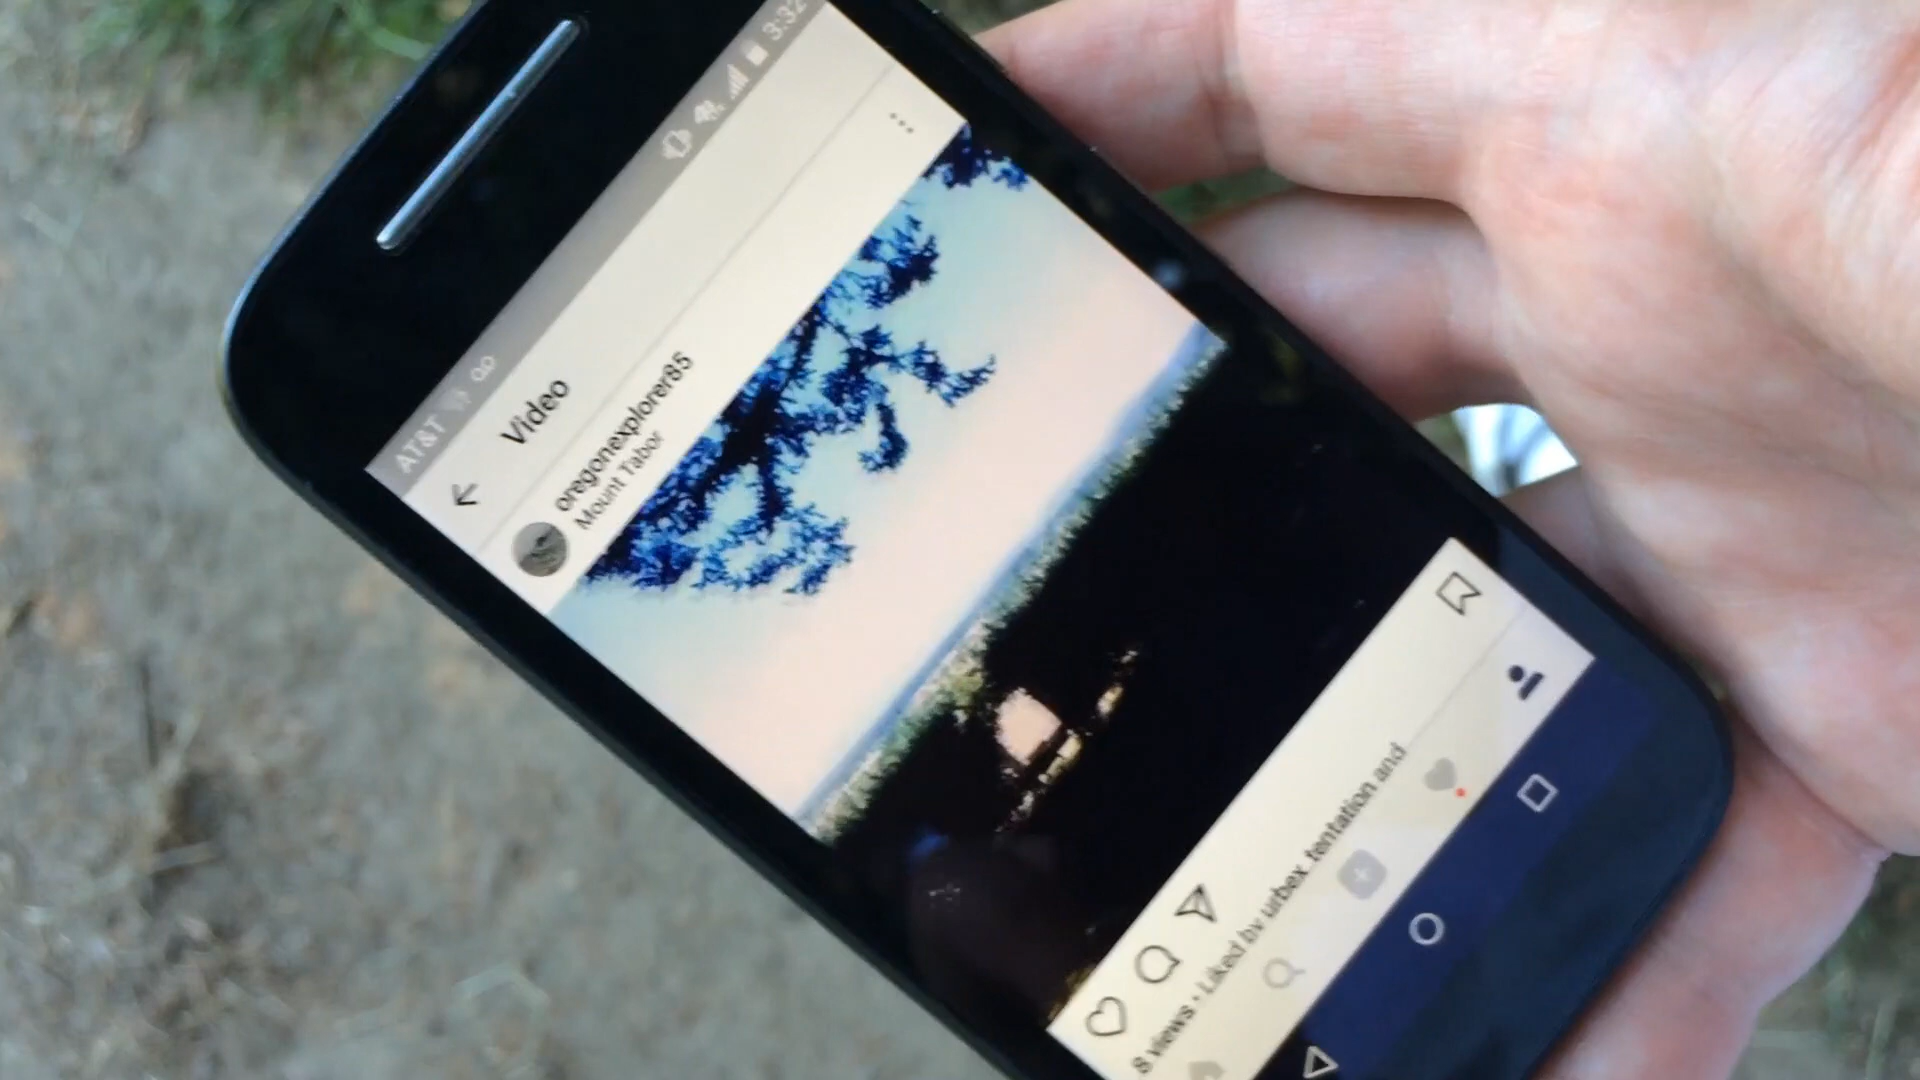 AT&T 3:32
Video
oregonexplorer85
Mount Tabor
8 views • Liked by urbex_tentation and